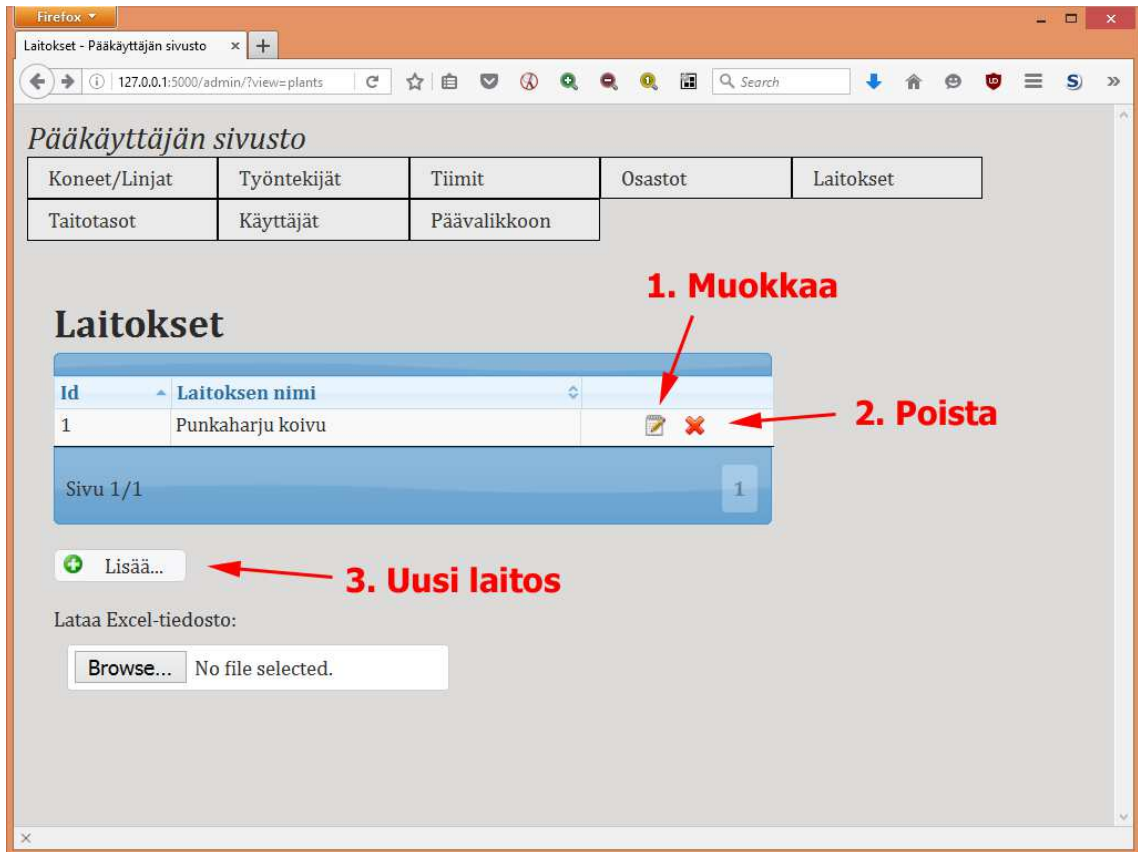 Firefox
Laitokset - Pääkäyttäjän sivusto
127.0.0.1:5000/admin/?view=plants
Search
Pääkäyttäjän sivusto
Koneet/Linjat Työntekijät Tiimit Osastot Laitokset
Taitotasot Käyttäjät Päävalikkoon
1. Muokkaa
Laitokset
Id Laitoksen nimi
1 Punkaharju koivu
2. Poista
Sivu 1/1 1
Lisää...
3. Uusi laitos
Lataa Excel-tiedosto:
Browse... No file selected.